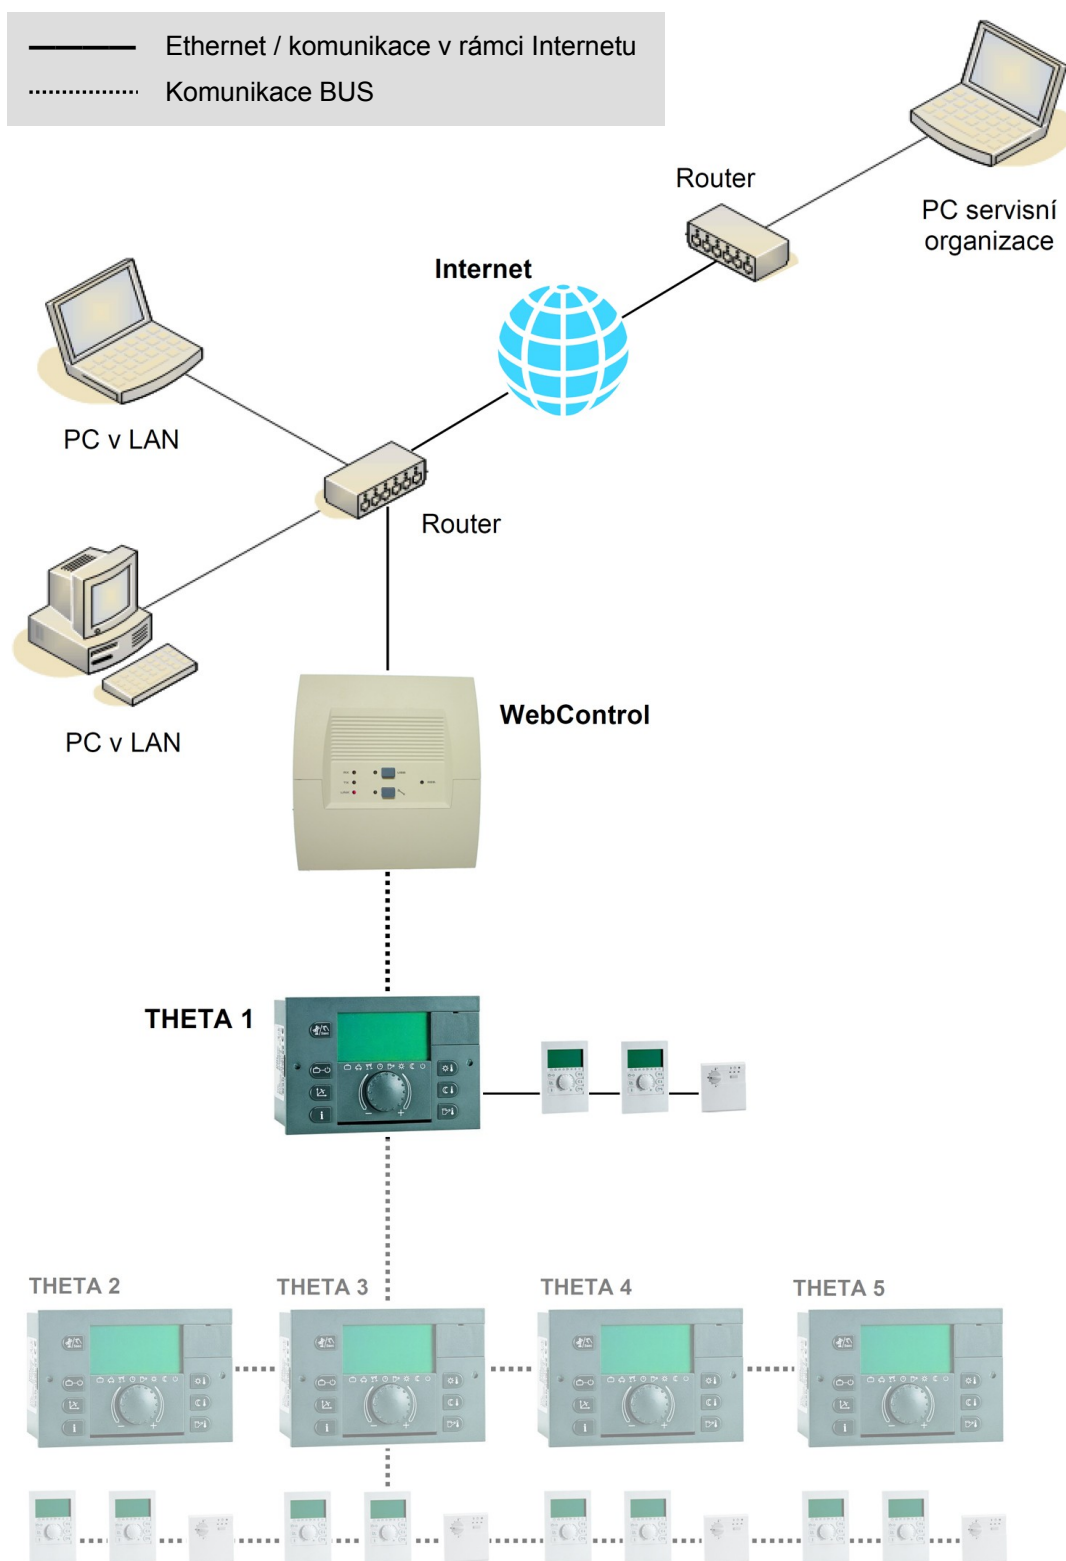 Ethernet / komunikace v rámci Internetu
Komunikace BUS
Router
PC servisní
organizace
Internet
PC v LAN
Router
PC v LAN
WebControl
THETA 1
THETA 2
THETA 3
THETA 4
THETA 5